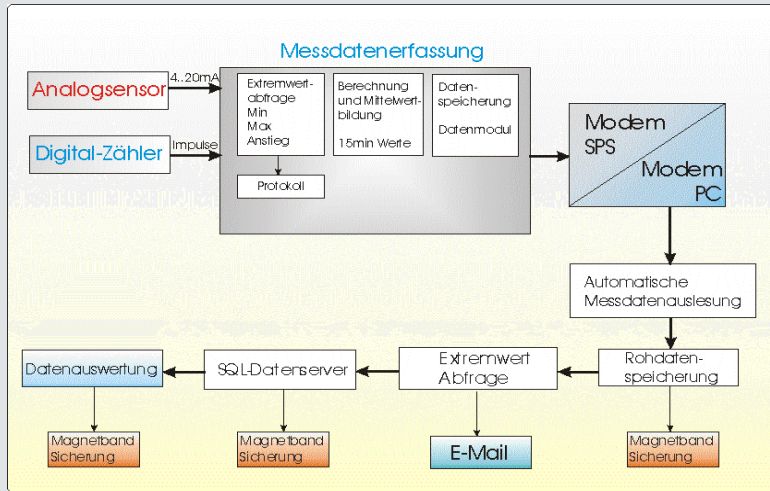 Messdatenerfassung
Analogsensor
4..20mA
Digital-Zähler
Impulse
Extremwert-
abfrage
Min
Max
Anstieg
Protokoll
Berechnung
und Mittelwert-
bildung
15min Werte
Daten-
speicherung
Datenmodul
Modem
SPS
Modem
PC
Automatische
Messdatenauslesung
Rohdaten-
speicherung
Extremwert
Abfrage
SQL-Datenserver
Datenauswertung
Magnetband
Sicherung
Magnetband
Sicherung
E-Mail
Magnetband
Sicherung